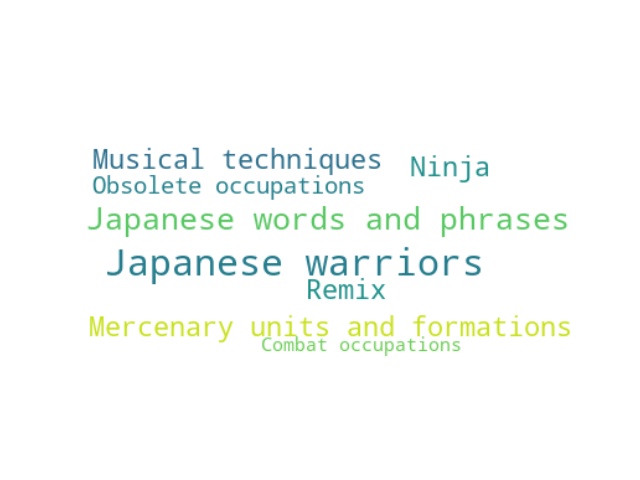 Musical techniques
Ninja
Obsolete occupations
Japanese words and phrases
Japanese warriors
Remix
Mercenary units and formations
Combat occupations